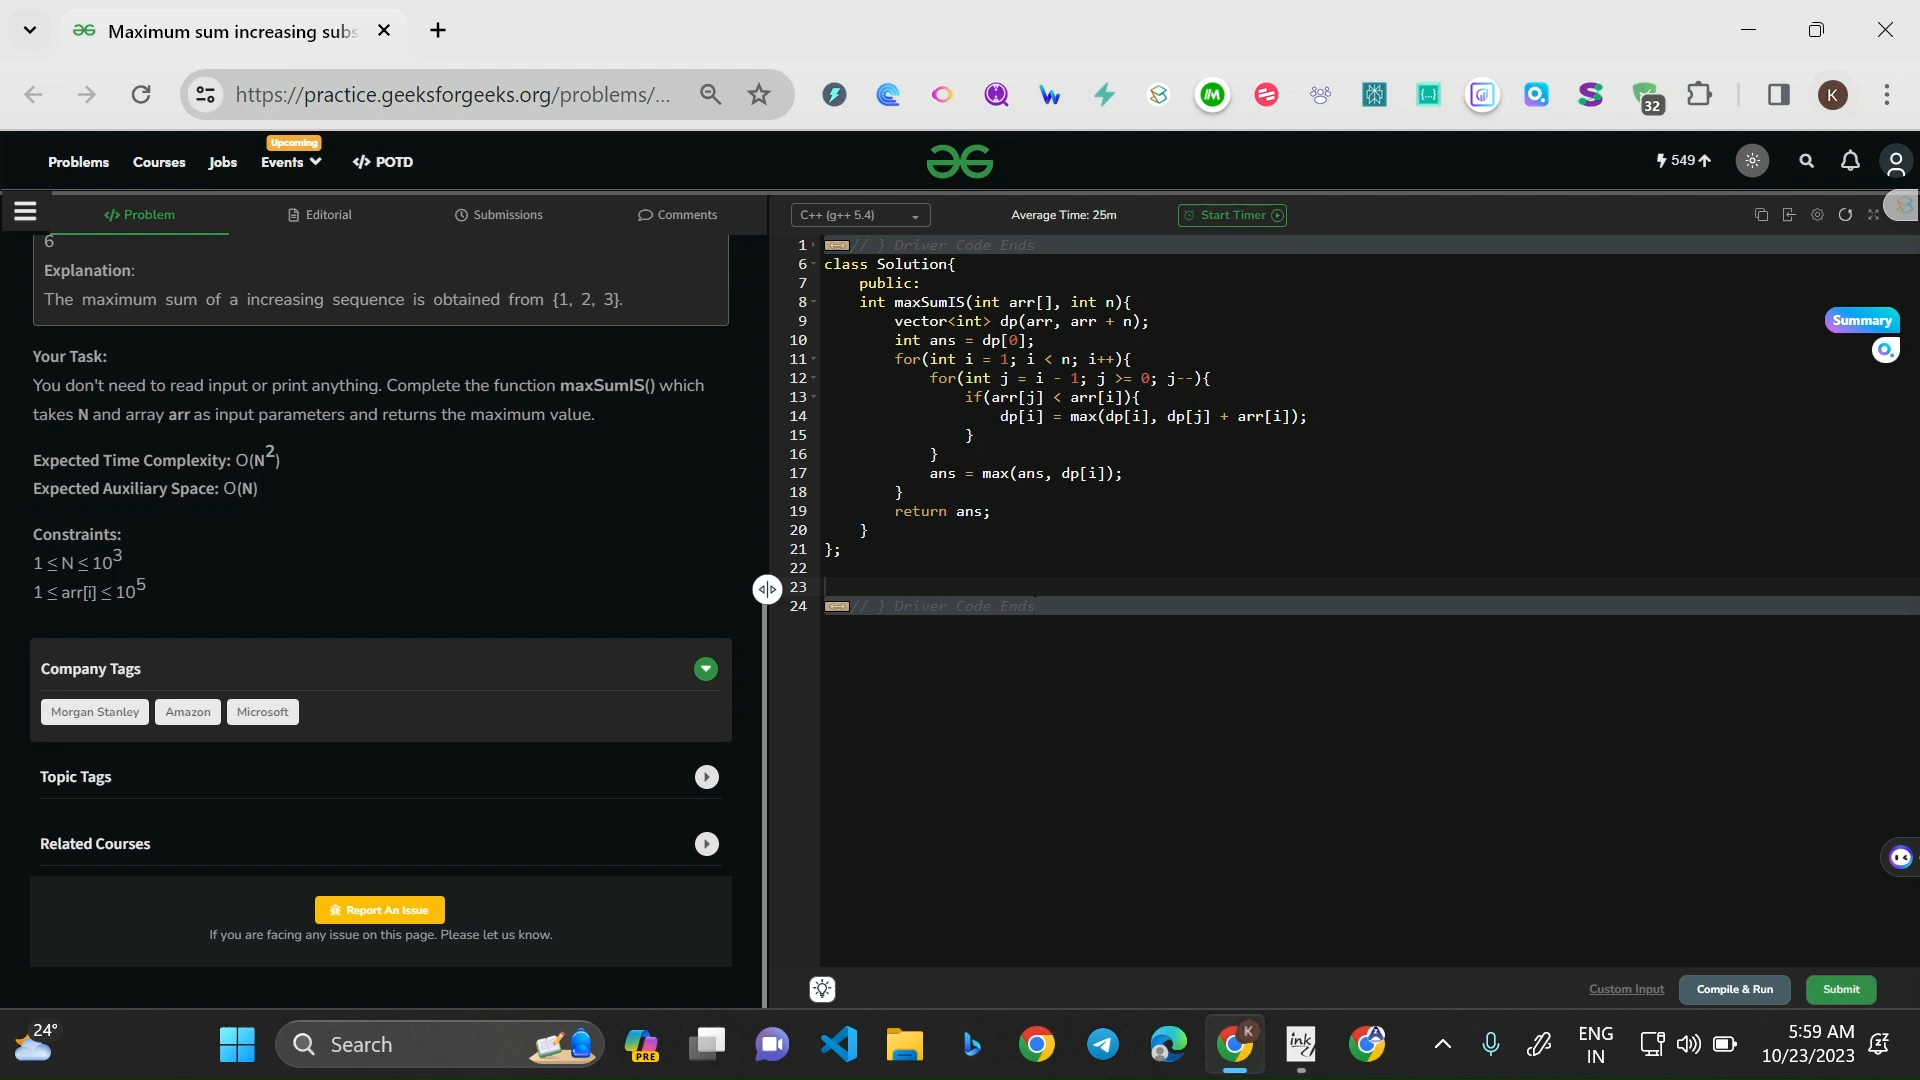 Maximum sum increasing subs
https://practice.geeksforgeeks.org/problems/...
32
K
Problems
Courses
Jobs
Upcoming
Events
</> POTD
549
</> Problem
Editorial
Submissions
Comments
C++ (g++ 5.4)
Average Time: 25m
Start Timer
6
Explanation:
The maximum sum of a increasing sequence is obtained from {1, 2, 3}.
Your Task:
You don't need to read input or print anything. Complete the function maxSumIS() which
takes N and array arr as input parameters and returns the maximum value.
Expected Time Complexity: O(N²)
Expected Auxiliary Space: O(N)
Constraints:
1 ≤ N ≤ 10³
1 ≤ arr[i] ≤ 10⁵
Company Tags
Morgan Stanley
Amazon
Microsoft
Topic Tags
Related Courses
Report An Issue
If you are facing any issue on this page. Please let us know.
1 // } Driver Code Ends
6 class Solution{
7 public:
8 int maxSumIS(int arr[], int n){
9 vector<int> dp(arr, arr + n);
10 int ans = dp[0];
11 for(int i = 1; i < n; i++){
12 for(int j = i - 1; j >= 0; j--){
13 if(arr[j] < arr[i]){
14 dp[i] = max(dp[i], dp[j] + arr[i]);
15 }
16 }
17 ans = max(ans, dp[i]);
18 }
19 return ans;
20 }
21 };
22
23
24 // } Driver Code Ends
Summary
Custom Input
Compile & Run
Submit
24°
Search
PRE
K
ink
ENG
IN
5:59 AM
10/23/2023